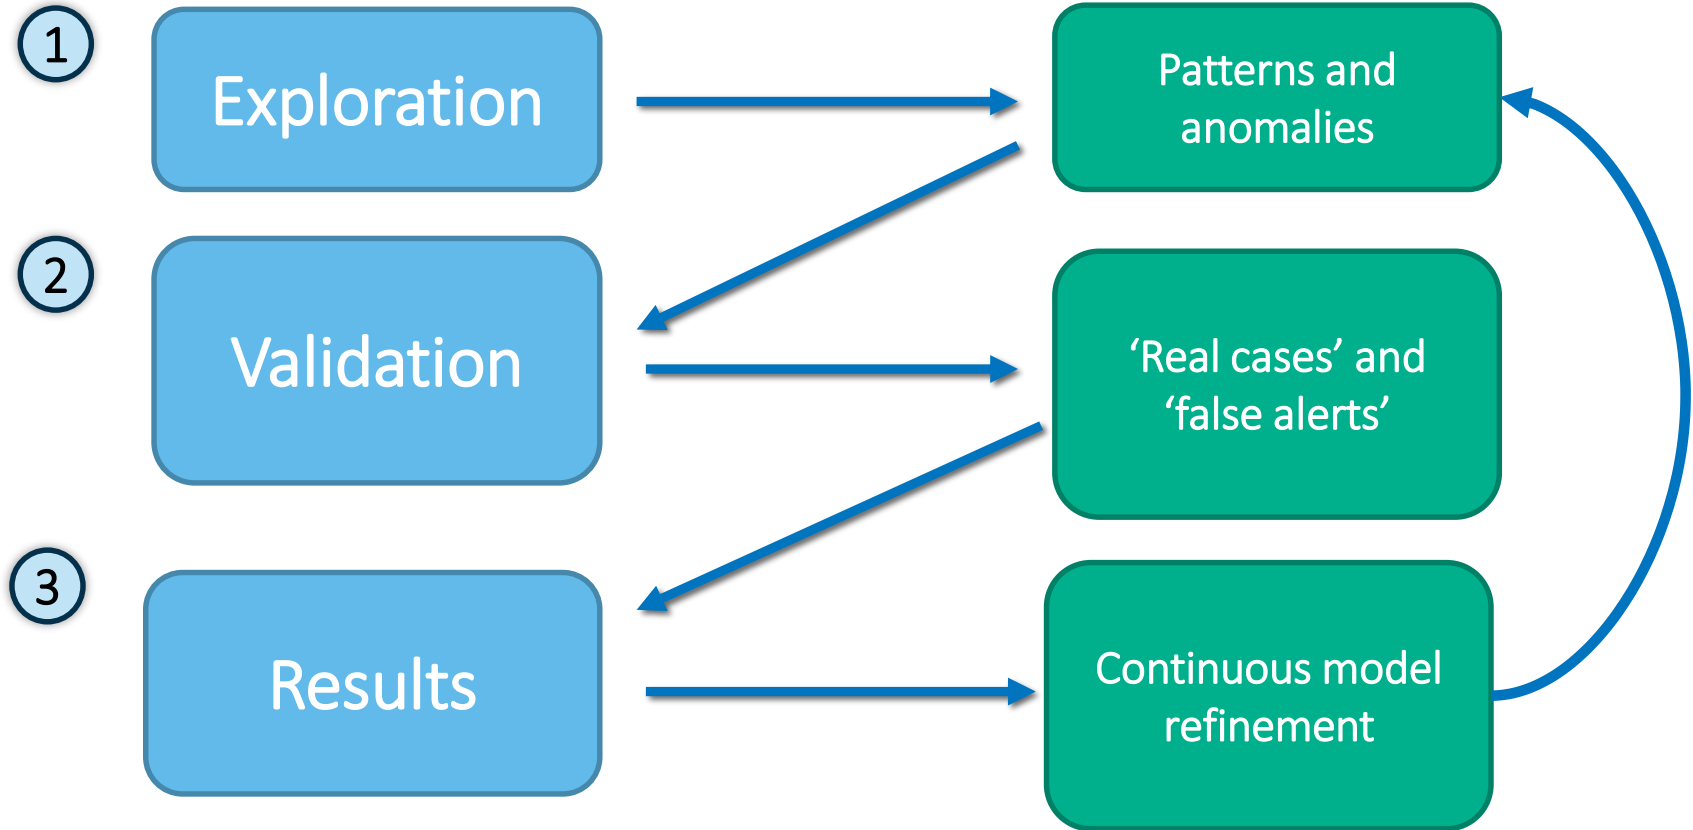 1
Exploration
Patterns and
anomalies
2
Validation
‘Real cases’ and
‘false alerts’
3
Results
Continuous model
refinement